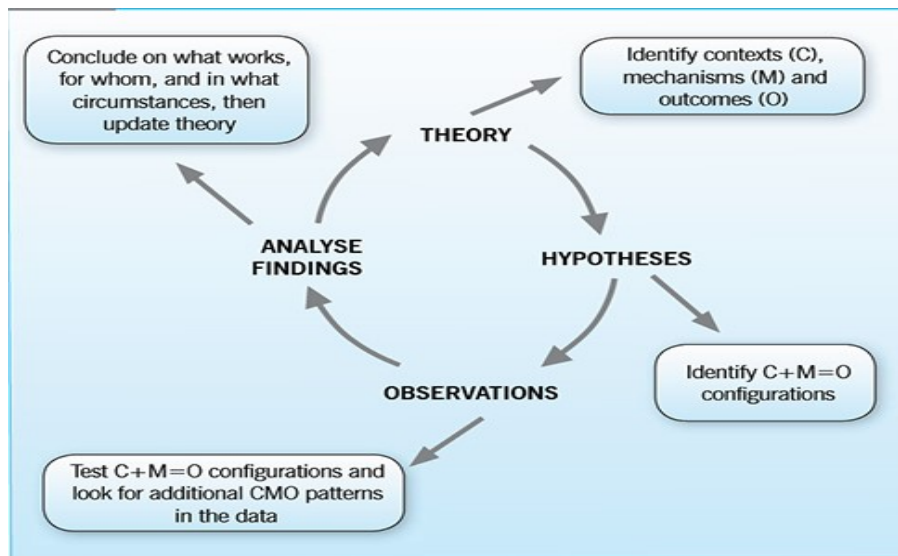 Conclude on what works,
for whom, and in what
circumstances, then
update theory
Identify contexts (C),
mechanisms (M) and
outcomes (O)
THEORY
ANALYSE
FINDINGS
HYPOTHESES
Identify C+M=O
configurations
OBSERVATIONS
Test C+M=O configurations and
look for additional CMO patterns
in the data